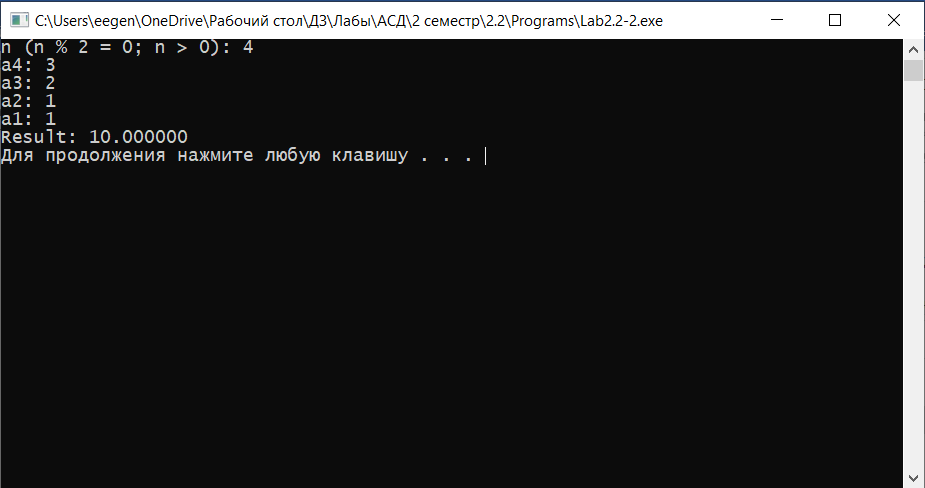 C:\Users\eegen\OneDrive\Рабочий стол\ДЗ\Лабы\АСД\2 семестр\2.2\Programs\Lab2.2-2.exe
n (n % 2 = 0; n > 0): 4
a4: 3
a3: 2
a2: 1
a1: 1
Result: 10.000000
Для продолжения нажмите любую клавишу . . .